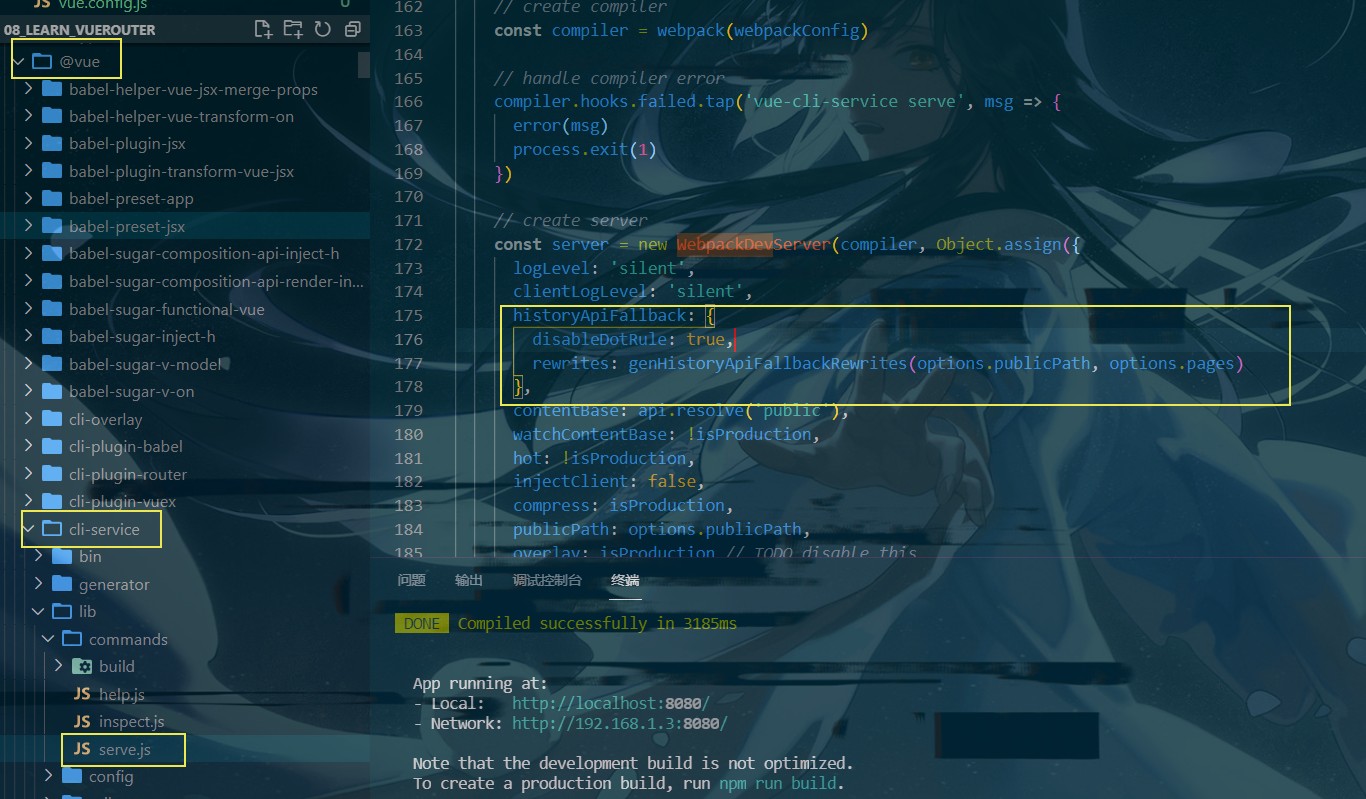 JS vue.config.js U
08_LEARN_VUEROUTER
@vue
babel-helper-vue-jsx-merge-props
babel-helper-vue-transform-on
babel-plugin-jsx
babel-plugin-transform-vue-jsx
babel-preset-app
babel-preset-jsx
babel-sugar-composition-api-inject-h
babel-sugar-composition-api-render-in...
babel-sugar-functional-vue
babel-sugar-inject-h
babel-sugar-v-model
babel-sugar-v-on
cli-overlay
cli-plugin-babel
cli-plugin-router
cli-plugin-vuex
cli-service
bin
generator
lib
commands
build
JS help.js
JS inspect.js
JS serve.js
config
162 // create compiler
163 const compiler = webpack(webpackConfig)
164
165 // handle compiler error
166 compiler.hooks.failed.tap('vue-cli-service serve', msg => {
167 error(msg)
168 process.exit(1)
169 })
170
171 // create server
172 const server = new WebpackDevServer(compiler, Object.assign({
173 logLevel: 'silent',
174 clientLogLevel: 'silent',
175 historyApiFallback: {
176 disableDotRule: true,
177 rewrites: genHistoryApiFallbackRewrites(options.publicPath, options.pages)
178 },
179 contentBase: api.resolve('public'),
180 watchContentBase: !isProduction,
181 hot: !isProduction,
182 injectClient: false,
183 compress: isProduction,
184 publicPath: options.publicPath,
185 overlay: isProduction // TODO disable this
问题 输出 调试控制台 终端
DONE Compiled successfully in 3185ms
App running at:
- Local: http://localhost:8080/
- Network: http://192.168.1.3:8080/
Note that the development build is not optimized.
To create a production build, run npm run build.